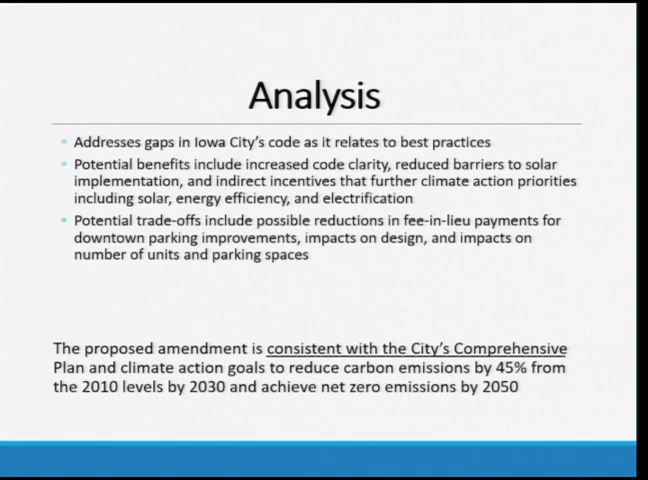 Analysis
Addresses gaps in Iowa City's code as it relates to best practices
Potential benefits include increased code clarity, reduced barriers to solar
implementation, and indirect incentives that further climate action priorities
including solar, energy efficiency, and electrification
Potential trade-offs include possible reductions in fee-in-lieu payments for
downtown parking improvements, impacts on design, and impacts on
number of units and parking spaces
The proposed amendment is consistent with the City's Comprehensive
Plan and climate action goals to reduce carbon emissions by 45% from
the 2010 levels by 2030 and achieve net zero emissions by 2050